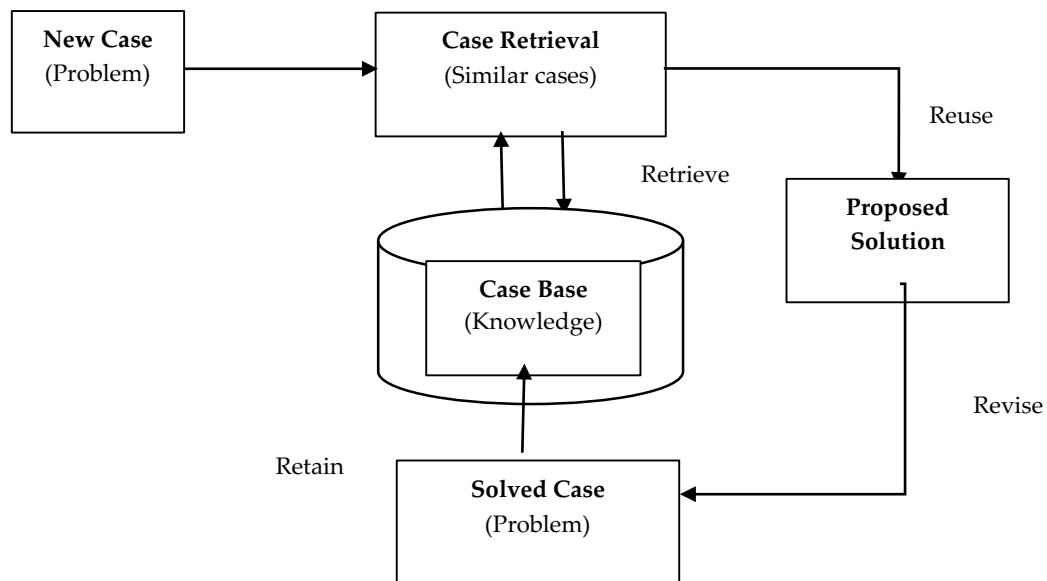 New Case
(Problem)
Case Retrieval
(Similar cases)
Reuse
Retrieve
Proposed
Solution
Case Base
(Knowledge)
Revise
Retain
Solved Case
(Problem)